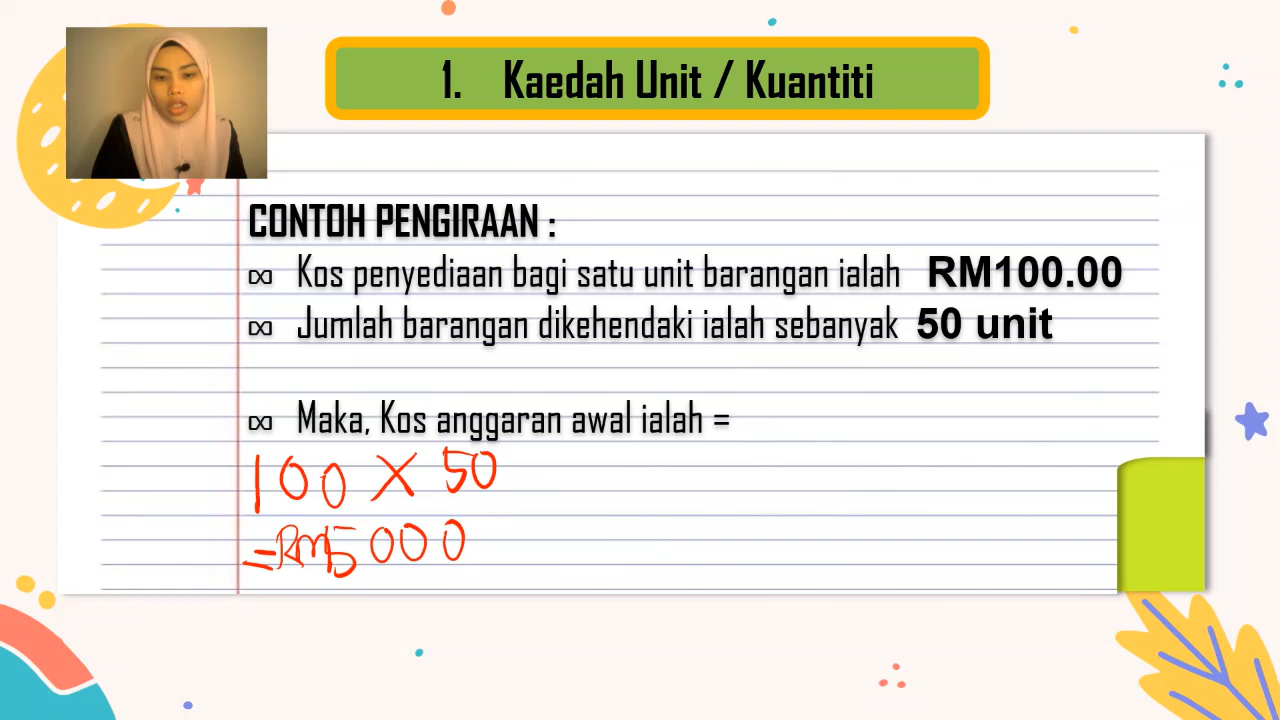 1. Kaedah Unit / Kuantiti
CONTOH PENGIRAAN :
∞ Kos penyediaan bagi satu unit barangan ialah RM100.00
∞ Jumlah barangan dikehendaki ialah sebanyak 50 unit
∞ Maka, Kos anggaran awal ialah =
100 X 50
=RM5000